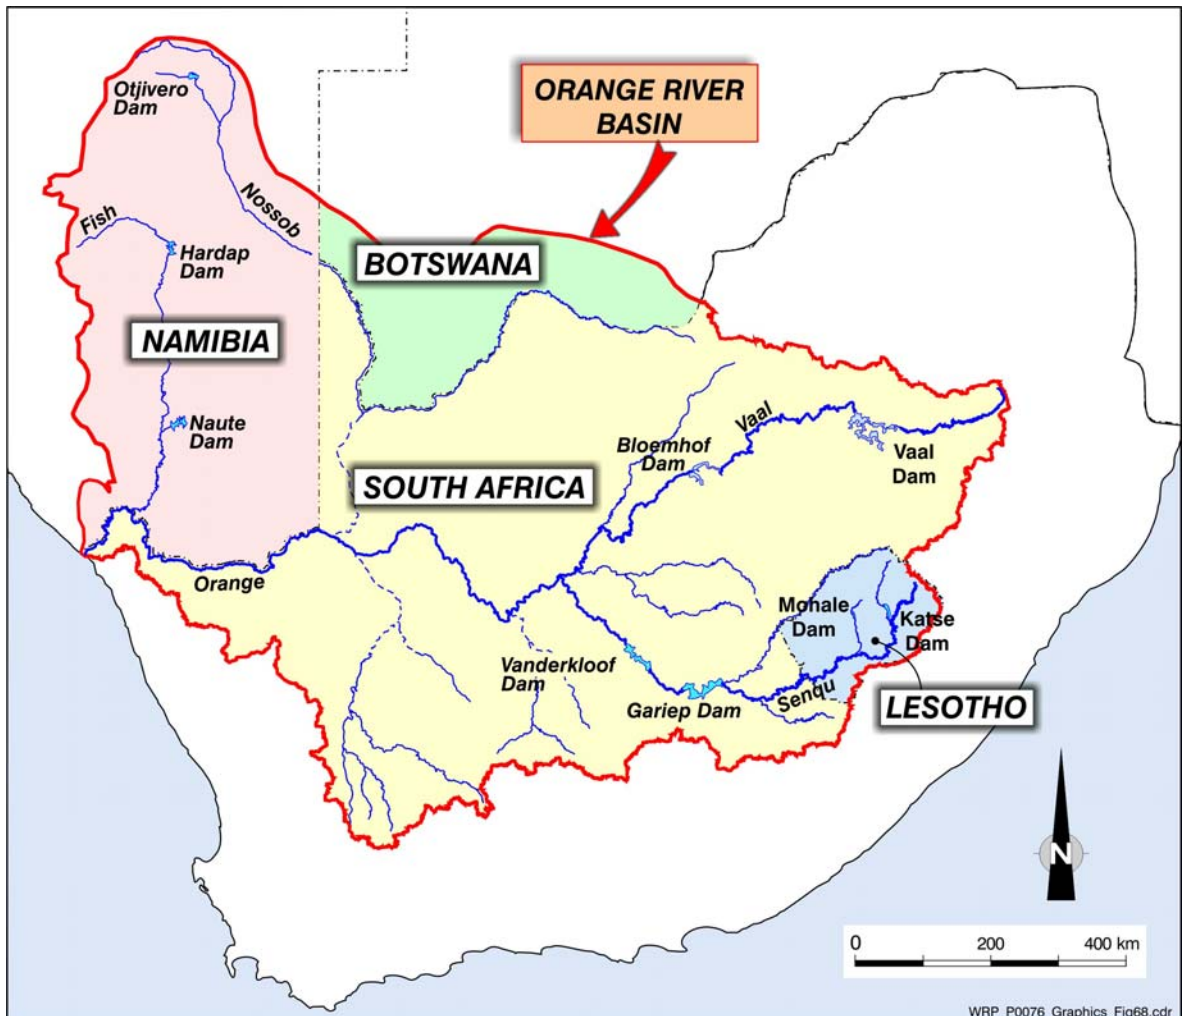 ORANGE RIVER
BASIN
Otjivero
Dam
Nossob
Fish
Hardap
Dam
BOTSWANA
NAMIBIA
Naute
Dam
Vaal
Bloemhof
Dam
Vaal
Dam
SOUTH AFRICA
Orange
Mohale
Dam
Katse
Dam
Vanderkloof
Dam
Senqu
Gariep Dam
LESOTHO
N
0 200 400 km
WRP_P0076_Graphics_Fig68.cdr